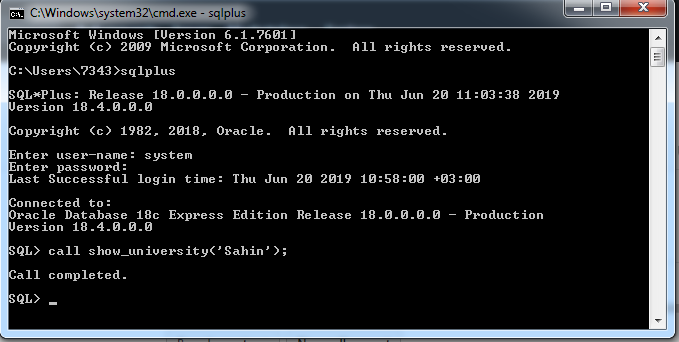 C:\Windows\system32\cmd.exe - sqlplus
Microsoft Windows [Version 6.1.7601]
Copyright (c) 2009 Microsoft Corporation.  All rights reserved.
C:\Users\7343>sqlplus
SQL*Plus: Release 18.0.0.0.0 - Production on Thu Jun 20 11:03:38 2019
Version 18.4.0.0.0
Copyright (c) 1982, 2018, Oracle.  All rights reserved.
Enter user-name: system
Enter password:
Last Successful login time: Thu Jun 20 2019 10:58:00 +03:00
Connected to:
Oracle Database 18c Express Edition Release 18.0.0.0.0 - Production
Version 18.4.0.0.0
SQL> call show_university('Sahin');
Call completed.
SQL> _